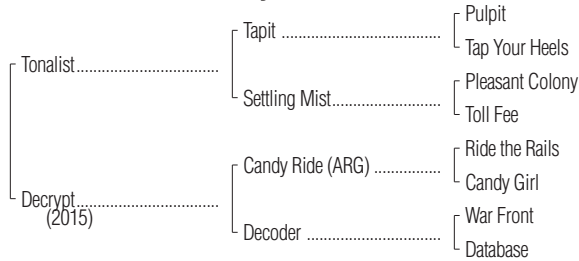 Pulpit
Tapit ........................................
Tap Your Heels
Tonalist....................................
Pleasant Colony
Settling Mist...........................
Toll Fee
Ride the Rails
Candy Ride (ARG) .................
Candy Girl
Decrypt....................................
(2015)
War Front
Decoder ..................................
Database